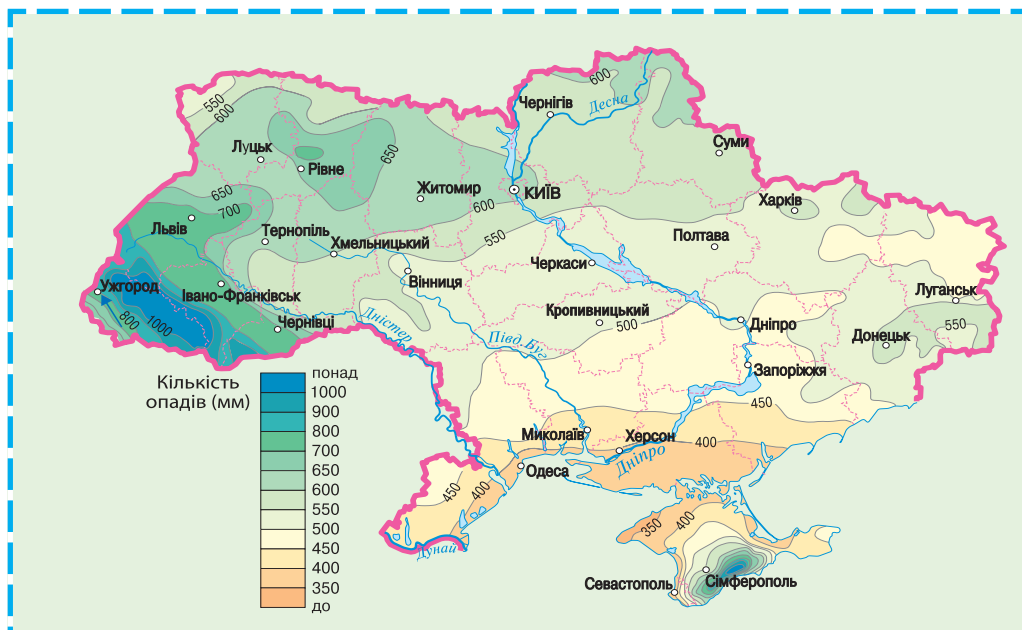 600
550
600
Чернігів
Десна
Луцьк
Рівне
650
Суми
Житомир
КИЇВ
650
700
600
Харків
Львів
Тернопіль
550
Хмельницький
Полтава
Черкаси
Вінниця
Ужгород
Івано-Франківськ
Луганськ
800
1000
Чернівці
Дністер
Кропивницький
500
Дніпро
550
Півд. Буг
Донецьк
Запоріжжя
Кількість
опадів (мм)
понад
1000
900
800
700
650
600
550
500
450
400
350
до
450
Миколаїв
Херсон
400
Дніпро
Одеса
450
400
350
400
Дунай
Севастополь
Сімферополь